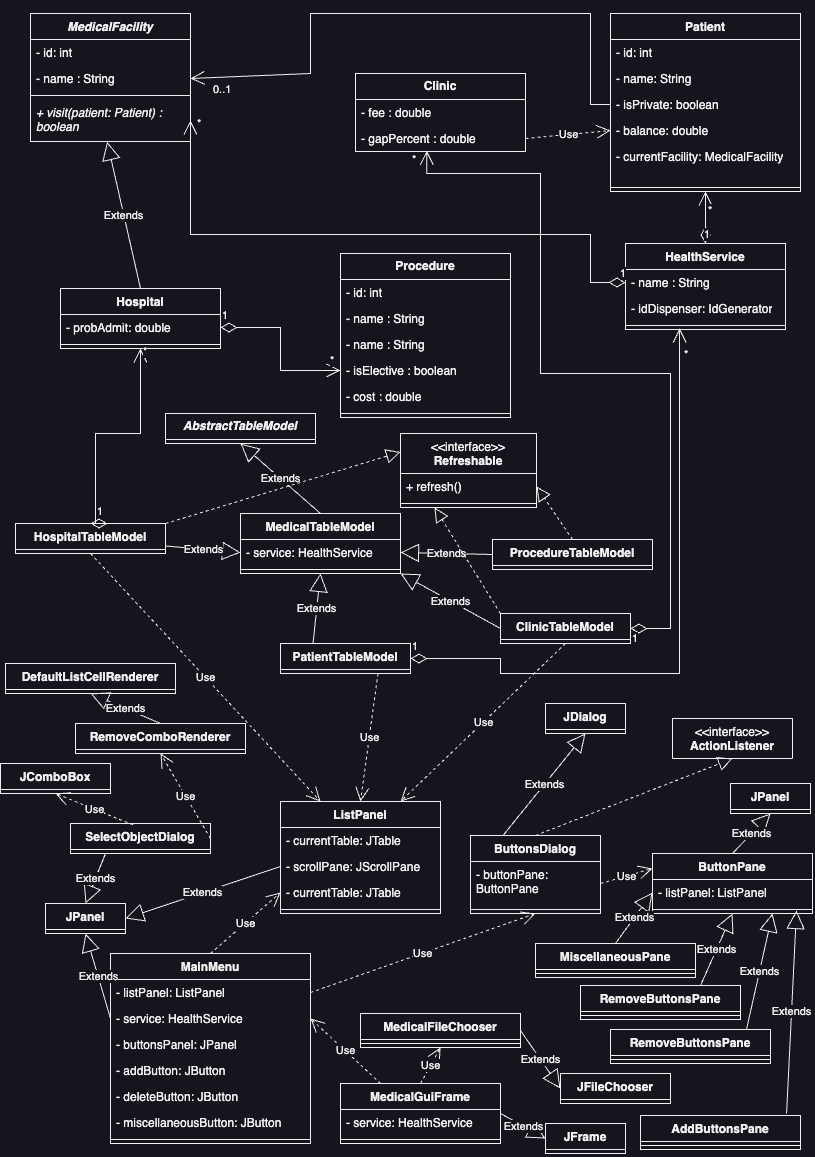 MedicalFacility
- id: int
- name : String
+ visit(patient: Patient) :
boolean
0..1
*
Patient
- id: int
- name: String
- isPrivate: boolean
- balance: double
- currentFacility: MedicalFacility
Clinic
- fee : double
- gapPercent : double
*
Use
*
1
Extends
HealthService
- name : String
- idDispenser: IdGenerator
1
*
Hospital
- probAdmit: double
1
*
Procedure
- id: int
- name : String
- name : String
- isElective : boolean
- cost : double
*
AbstractTableModel
Extends
<<interface>>
Refreshable
+ refresh()
1
HospitalTableModel
Extends
MedicalTableModel
- service: HealthService
Extends
ProcedureTableModel
Extends
Extends
ClinicTableModel
1
PatientTableModel
1
Use
Use
Use
DefaultListCellRenderer
Extends
RemoveComboRenderer
JComboBox
Use
Use
SelectObjectDialog
Extends
JPanel
Extends
ListPanel
- currentTable: JTable
- scrollPane: JScrollPane
- currentTable: JTable
JDialog
Extends
<<interface>>
ActionListener
JPanel
Extends
ButtonsDialog
- buttonPane:
ButtonPane
Use
ButtonPane
- listPanel: ListPanel
Extends
MiscellaneousPane
Extends
RemoveButtonsPane
Extends
RemoveButtonsPane
Extends
AddButtonsPane
Use
Use
Extends
MainMenu
- listPanel: ListPanel
- service: HealthService
- buttonsPanel: JPanel
- addButton: JButton
- deleteButton: JButton
- miscellaneousButton: JButton
Use
MedicalFileChooser
Use
Extends
JFileChooser
MedicalGuiFrame
- service: HealthService
Extends
JFrame